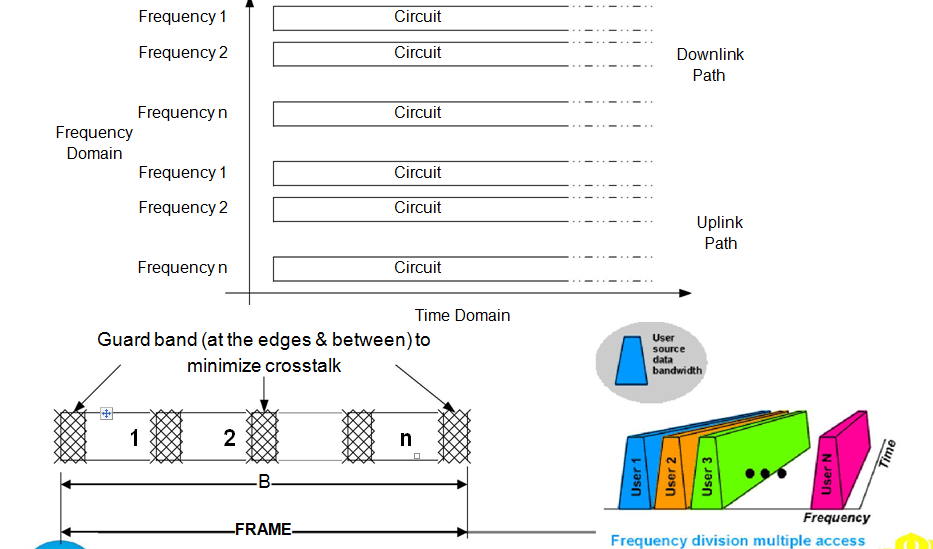 Frequency 1
Circuit
Frequency 2
Circuit
Downlink
Path
Frequency n
Circuit
Frequency
Domain
Frequency 1
Circuit
Frequency 2
Circuit
Uplink
Path
Frequency n
Circuit
Time Domain
Guard band (at the edges & between) to
minimize crosstalk
User
source
data
bandwidth
1
2
n
B
FRAME
User 1
User 2
User 3
User N
Time
Frequency
Frequency division multiple access